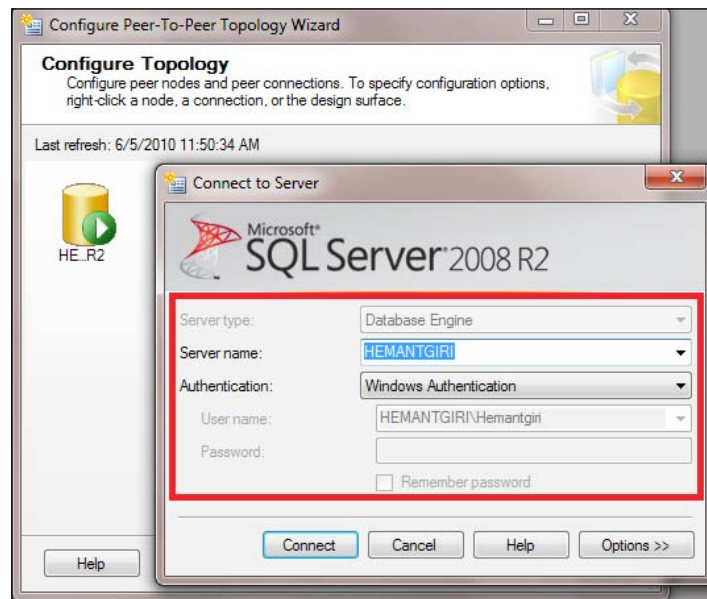 Configure Peer-To-Peer Topology Wizard
Configure Topology
Configure peer nodes and peer connections. To specify configuration options,
right-click a node, a connection, or the design surface.
Last refresh: 6/5/2010 11:50:34 AM
HE...R2
Connect to Server
Microsoft®
SQL Server® 2008 R2
Server type: Database Engine
Server name: HEMANTGIRI
Authentication: Windows Authentication
User name: HEMANTGIRI\Hemantgiri
Password:
Remember password
Connect Cancel Help Options >>
Help